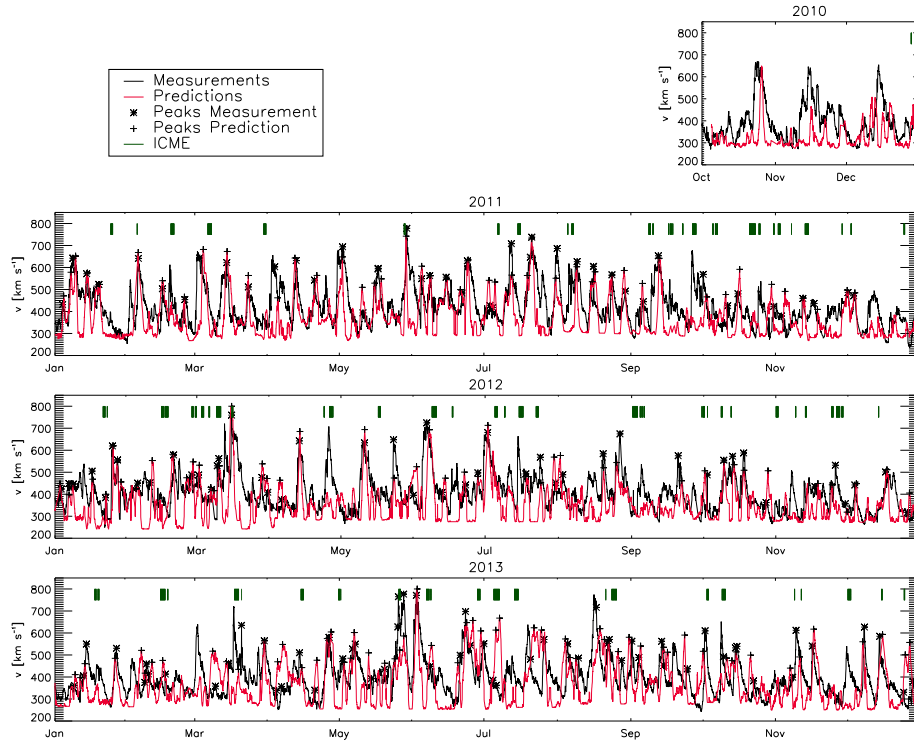 2010
800
700
600
500
400
300
200
v [km s⁻¹]
Oct Nov Dec
Measurements
Predictions
Peaks Measurement
Peaks Prediction
ICME
2011
800
700
600
500
400
300
200
v [km s⁻¹]
Jan Mar May Jul Sep Nov
2012
800
700
600
500
400
300
200
v [km s⁻¹]
Jan Mar May Jul Sep Nov
2013
800
700
600
500
400
300
200
v [km s⁻¹]
Jan Mar May Jul Sep Nov